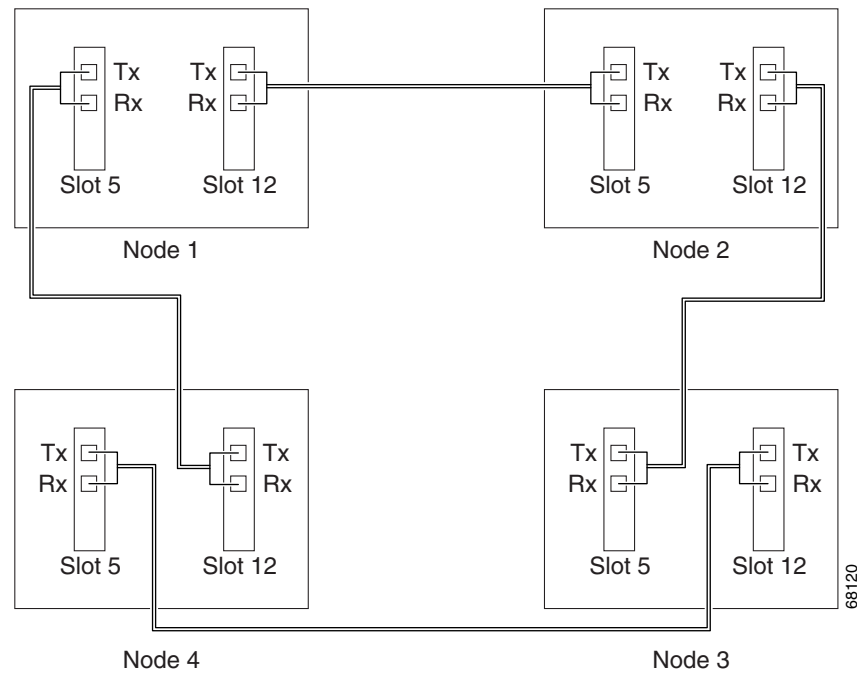 Tx Tx Tx Tx
Rx Rx Rx Rx
Slot 5 Slot 12 Slot 5 Slot 12
Node 1 Node 2
Tx Tx Tx Tx
Rx Rx Rx Rx
Slot 5 Slot 12 Slot 5 Slot 12
68120
Node 4 Node 3